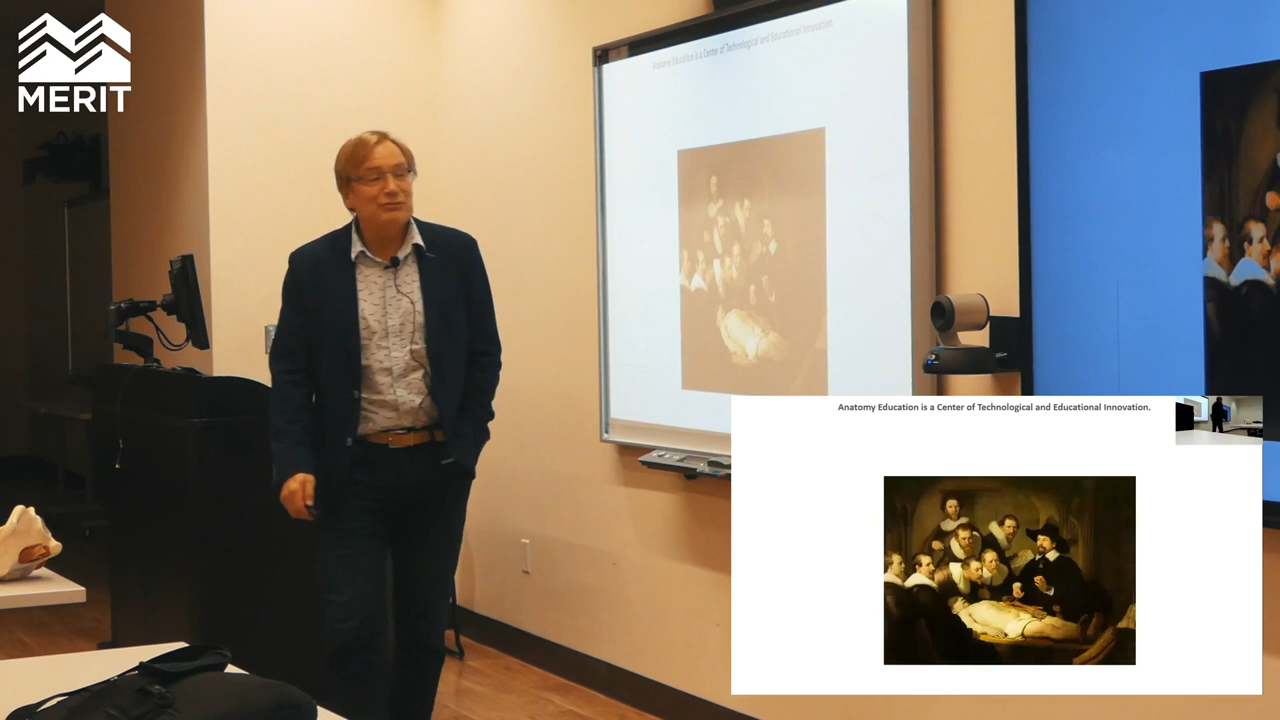 MERIT
Anatomy Education is a Center of Technological and Educational Innovation
Anatomy Education is a Center of Technological and Educational Innovation.